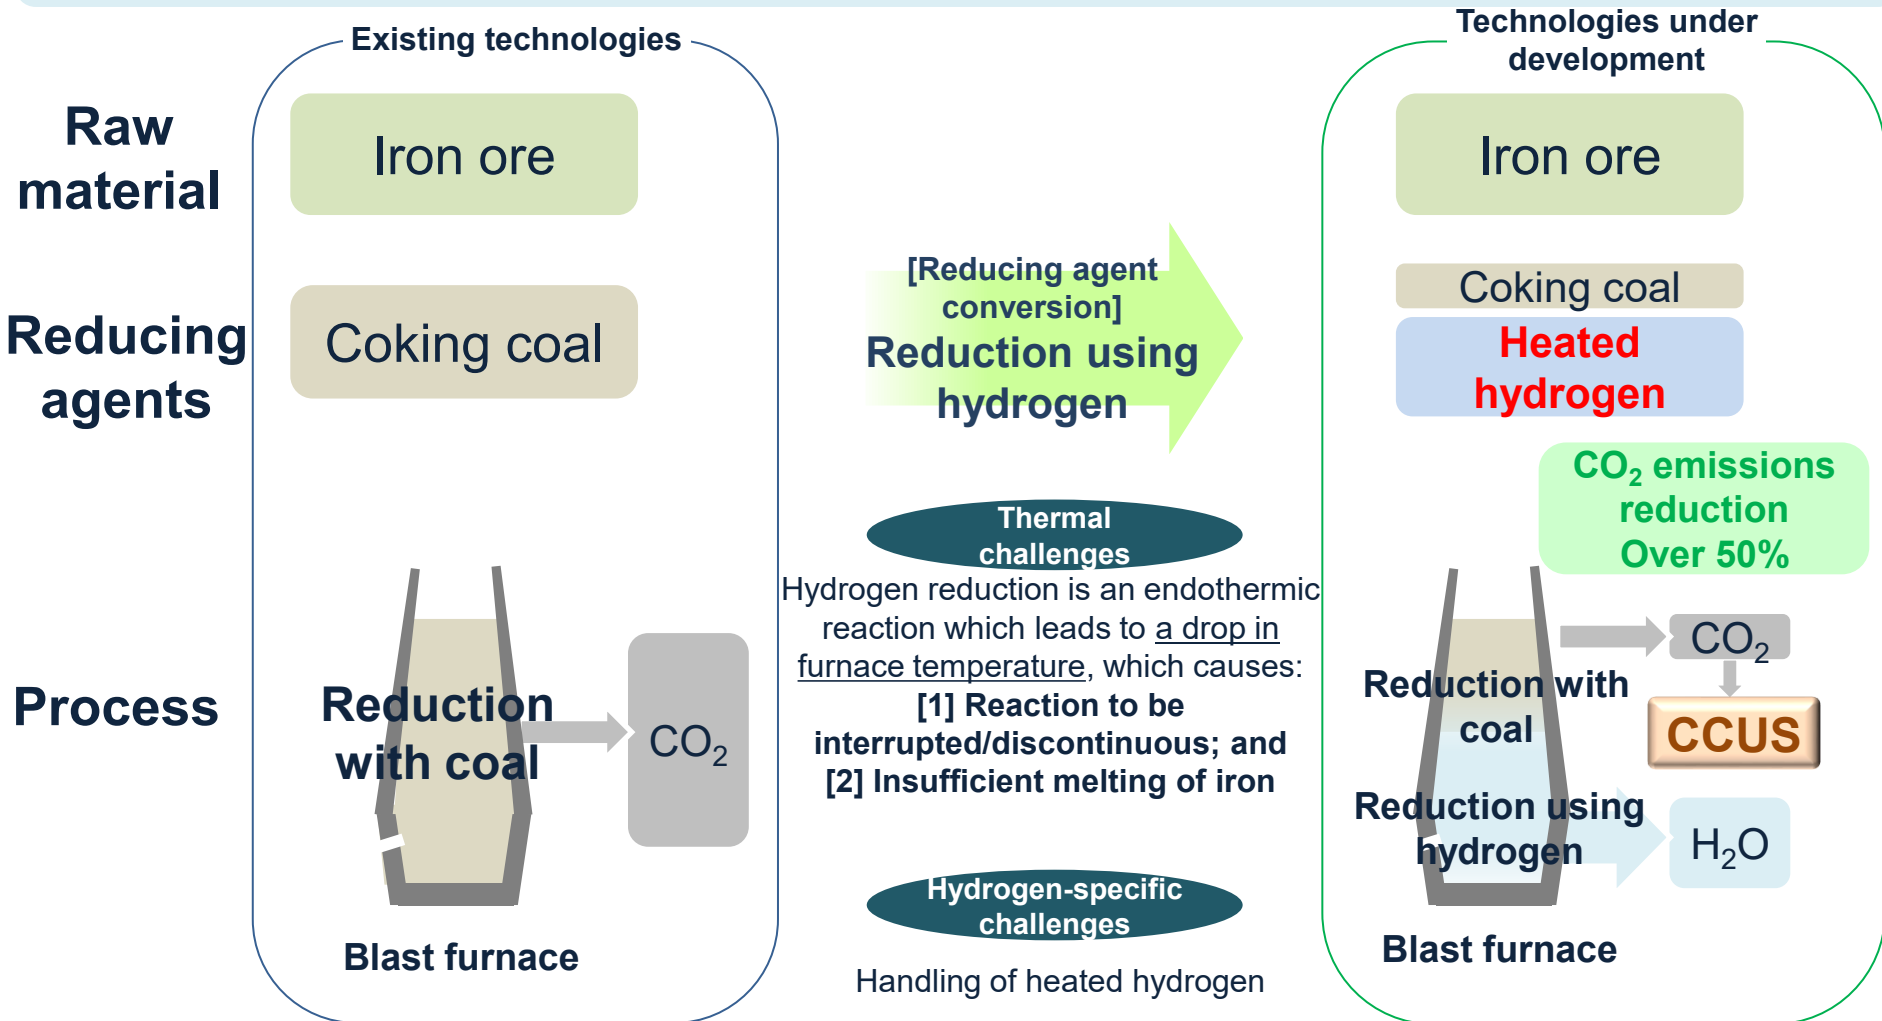 Existing technologies
Technologies under
development
Raw
material
Iron ore
Iron ore
Reducing
agents
Coking coal
[Reducing agent
conversion]
Reduction using
hydrogen
Coking coal
Heated
hydrogen
CO₂ emissions
reduction
Over 50%
Thermal
challenges
Hydrogen reduction is an endothermic
reaction which leads to a drop in
furnace temperature, which causes:
[1] Reaction to be
interrupted/discontinuous; and
[2] Insufficient melting of iron
Process
Reduction
with coal
CO₂
Reduction with
coal
CO₂
CCUS
Reduction using
hydrogen
H₂O
Hydrogen-specific
challenges
Handling of heated hydrogen
Blast furnace
Blast furnace